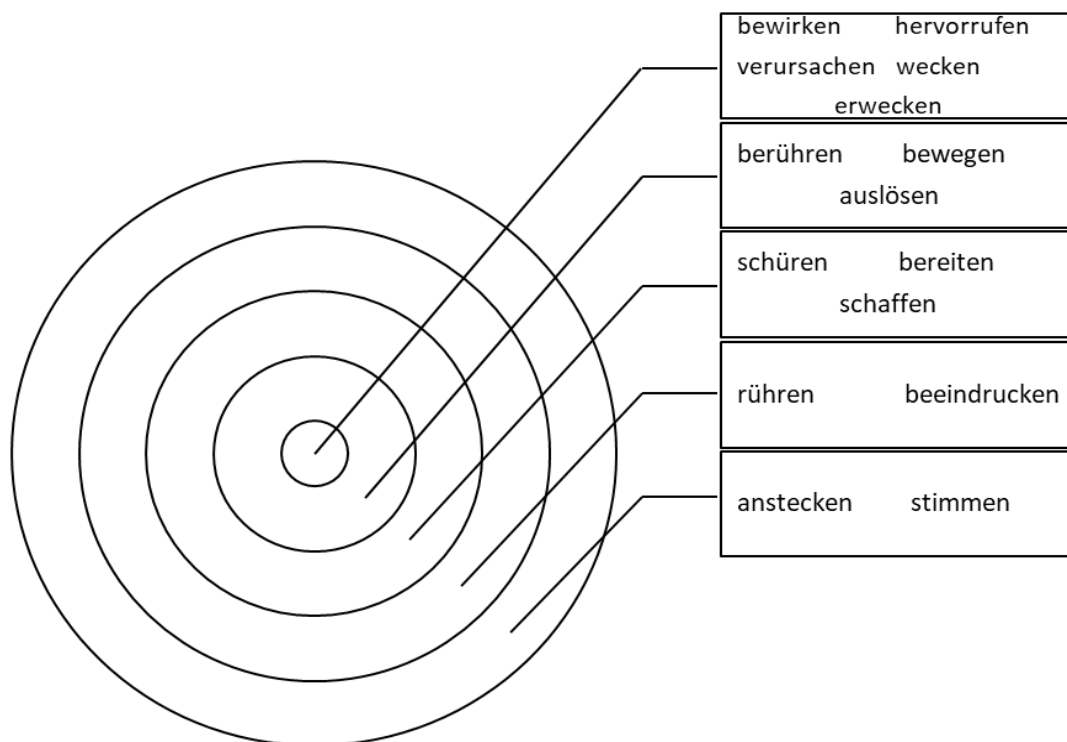 bewirken hervorrufen
verursachen wecken
erwecken
berühren bewegen
auslösen
schüren bereiten
schaffen
rühren beeindrucken
anstecken stimmen